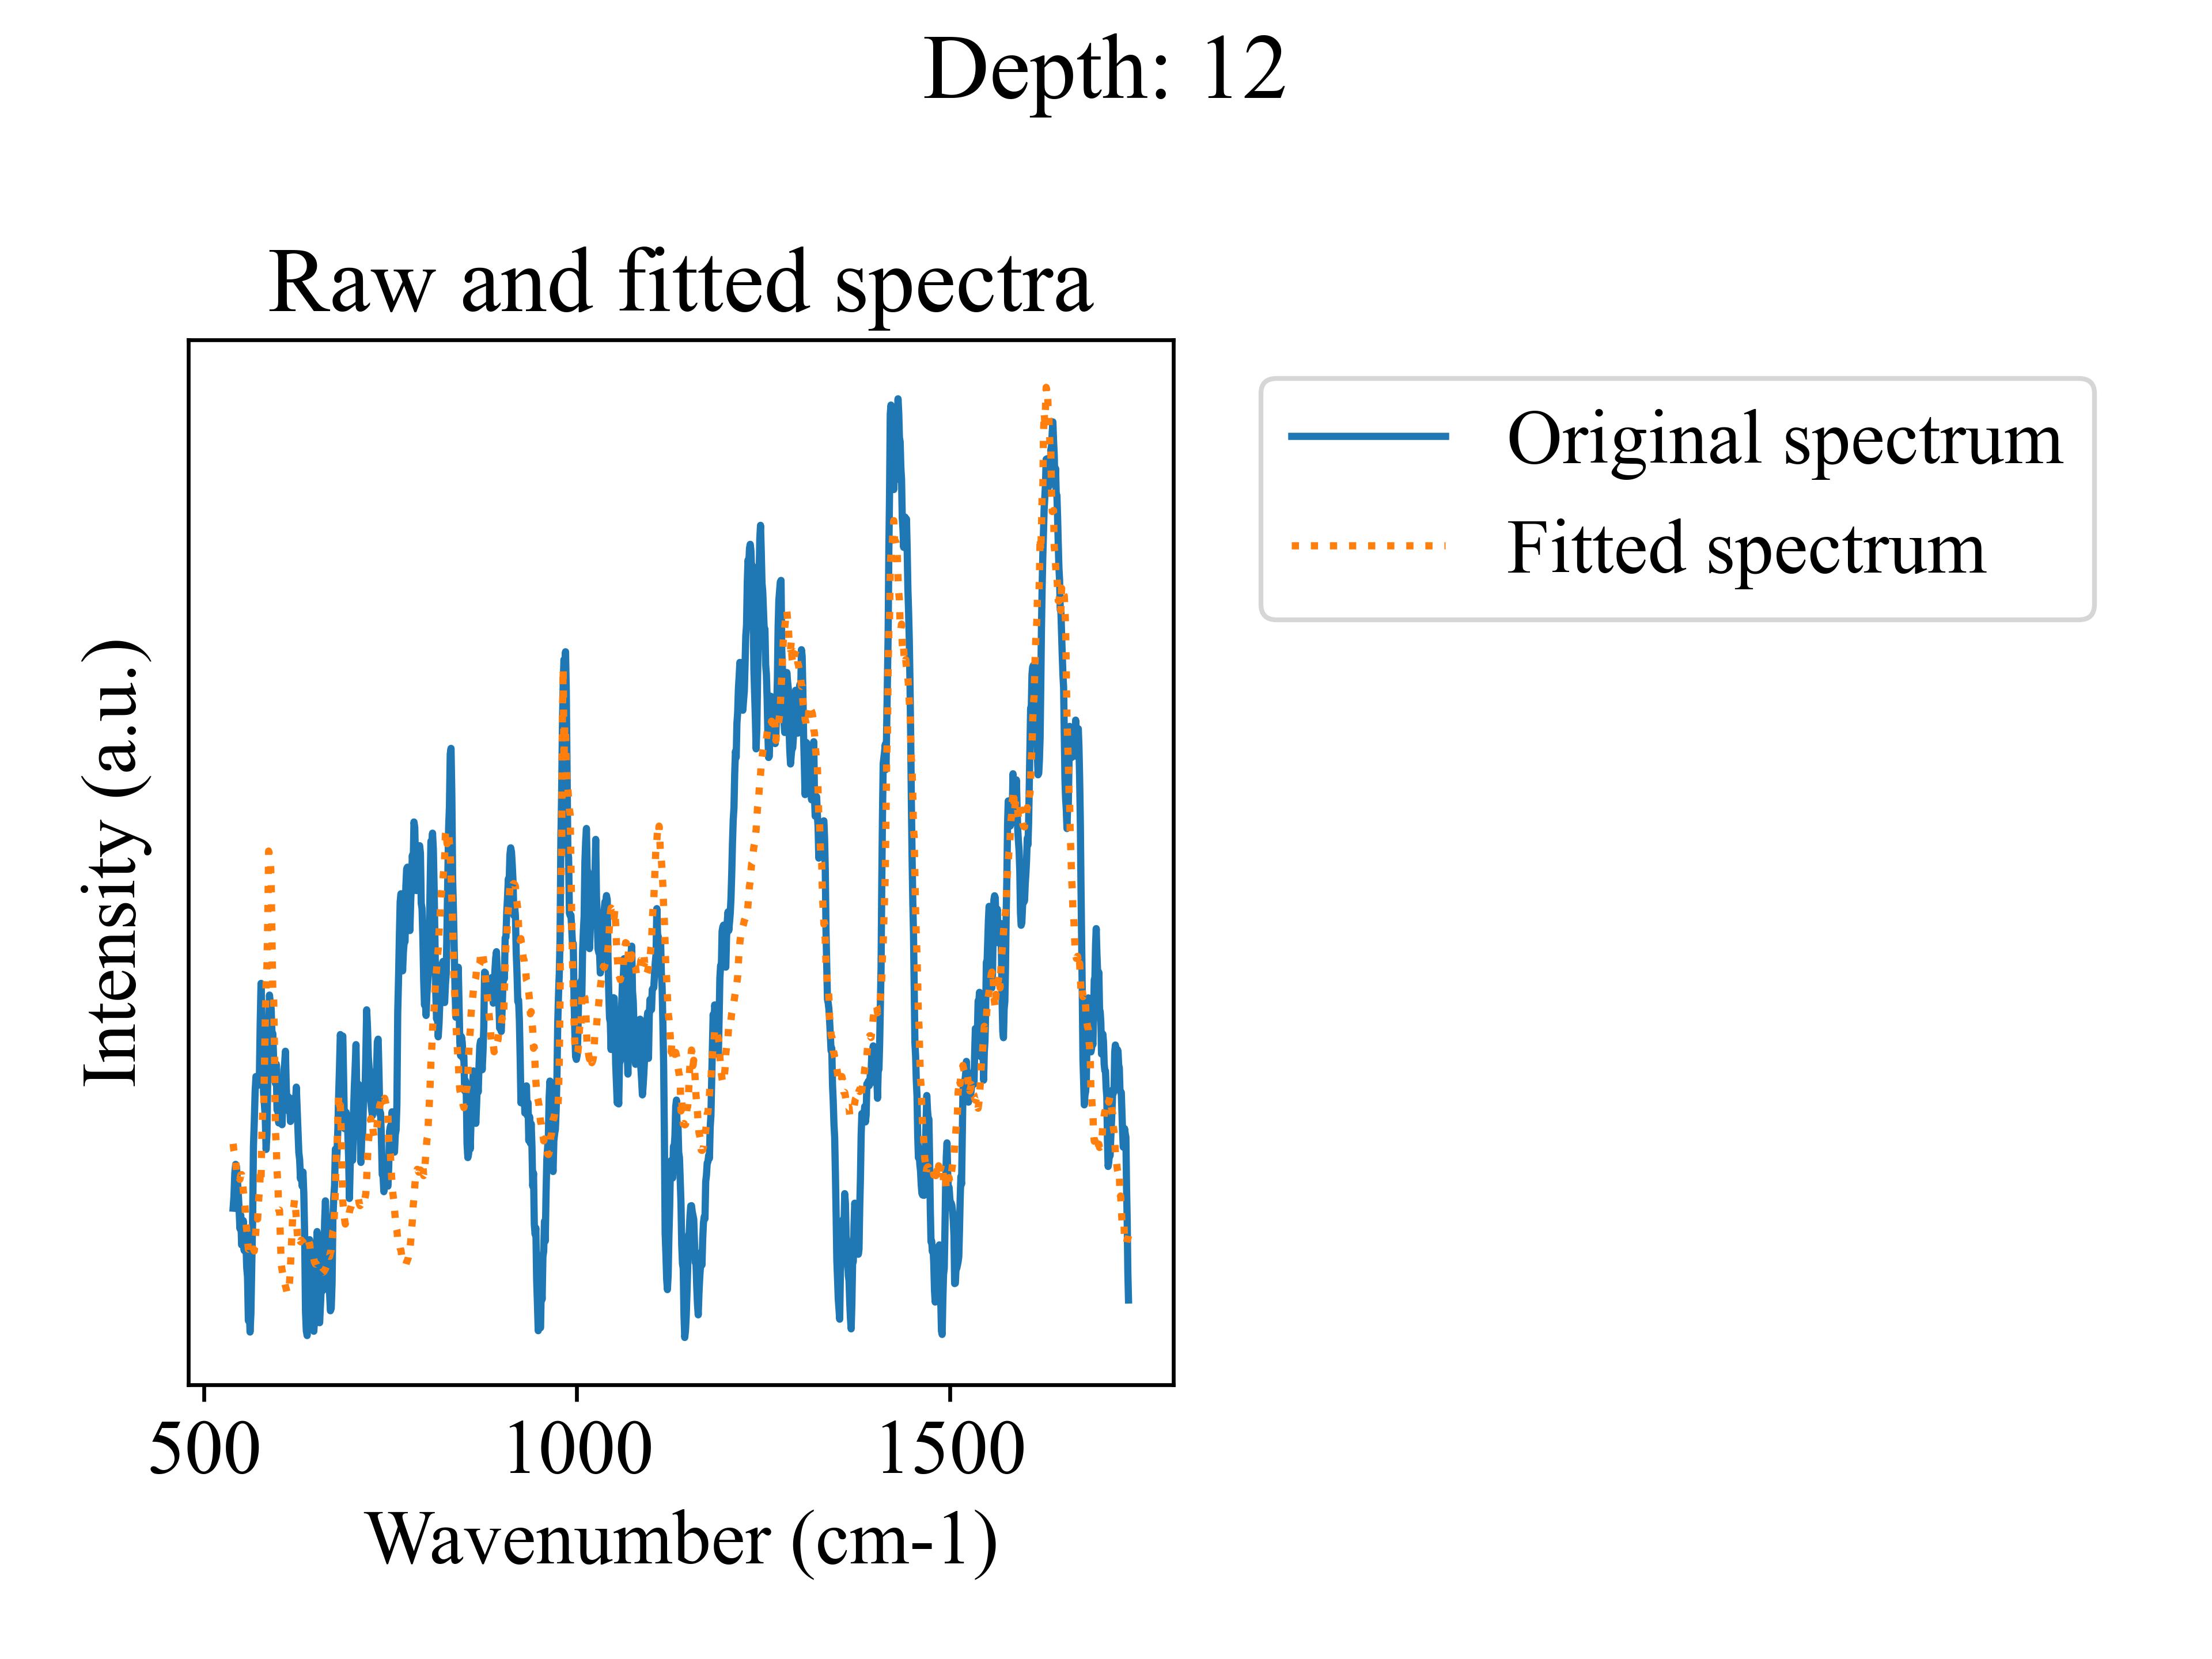 Depth: 12
Raw and fitted spectra
Original spectrum
Fitted spectrum
Intensity (a.u.)
500
1000
1500
Wavenumber (cm-1)